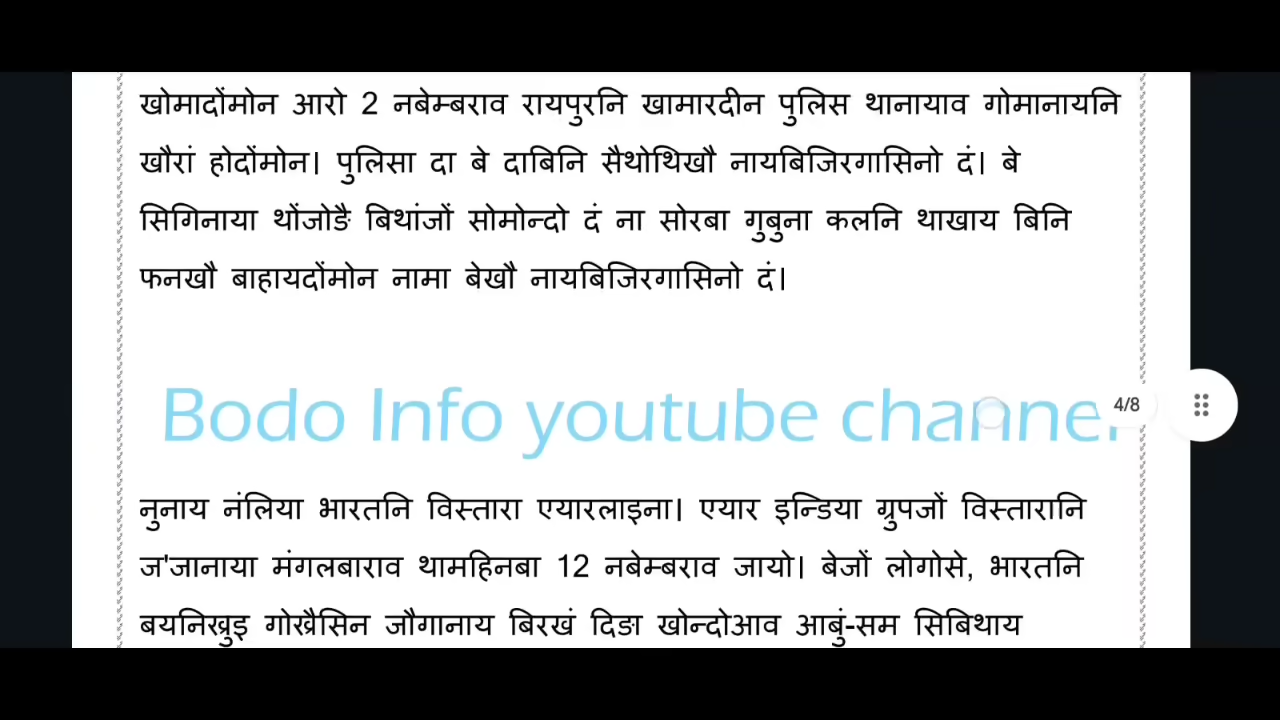 खोमादोंमोन आरो 2 नबेम्बराव रायपुरनि खामारदीन पुलिस थानायाव गोमानायनि
खौरां होदोंमोन। पुलिसा दा बे दाबिनि सैथोथिखौ नायबिजिरगासिनो दं। बे
सिगिनाया थोंजोङै बिथांजों सोमोन्दो दं ना सोरबा गुबुना कलनि थाखाय बिनि
फनखौ बाहायदोंमोन नामा बेखौ नायबिजिरगासिनो दं।
Bodo Info youtube channel
4/8
नुनाय नंलिया भारतनि विस्तारा एयारलाइना। एयार इन्डिया ग्रुपजों विस्तारानि
ज'जानाया मंगलबाराव थामहिनबा 12 नबेम्बराव जायो। बेजों लोगोसे, भारतनि
बयनिख्रुइ गोख्रैसिन जौगानाय बिरखं दिङा खोन्दोआव आबुं-सम सिबिथाय